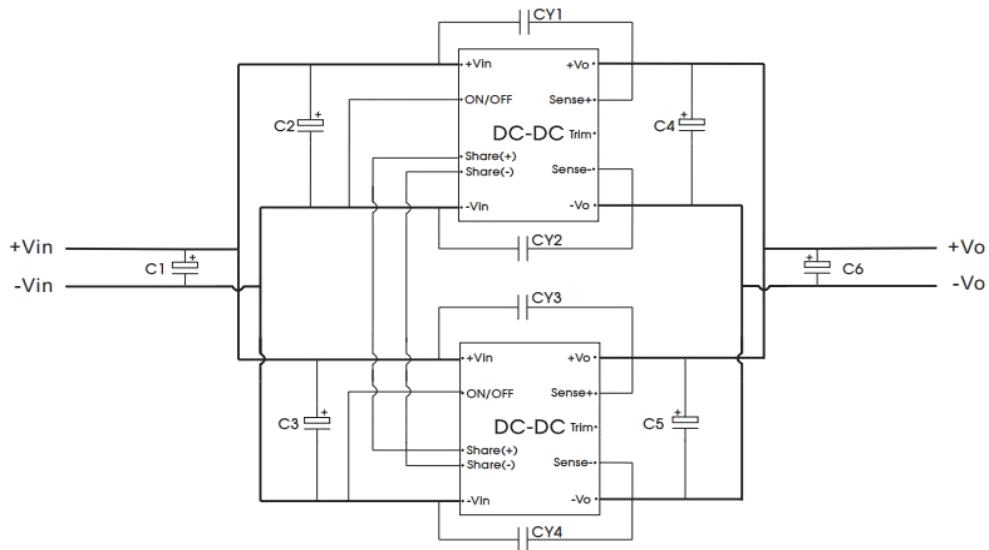 CY1
+Vin
+Vo
ON/OFF
Sense+
C2
+
DC-DC
Trim
C4
+
Share(+)
Share(-)
Sense-
-Vin
-Vo
CY2
+Vin
+Vo
C1
+
+
C6
-Vin
-Vo
CY3
+Vin
+Vo
ON/OFF
Sense+
C3
+
DC-DC
Trim
C5
+
Share(+)
Share(-)
Sense-
-Vin
-Vo
CY4